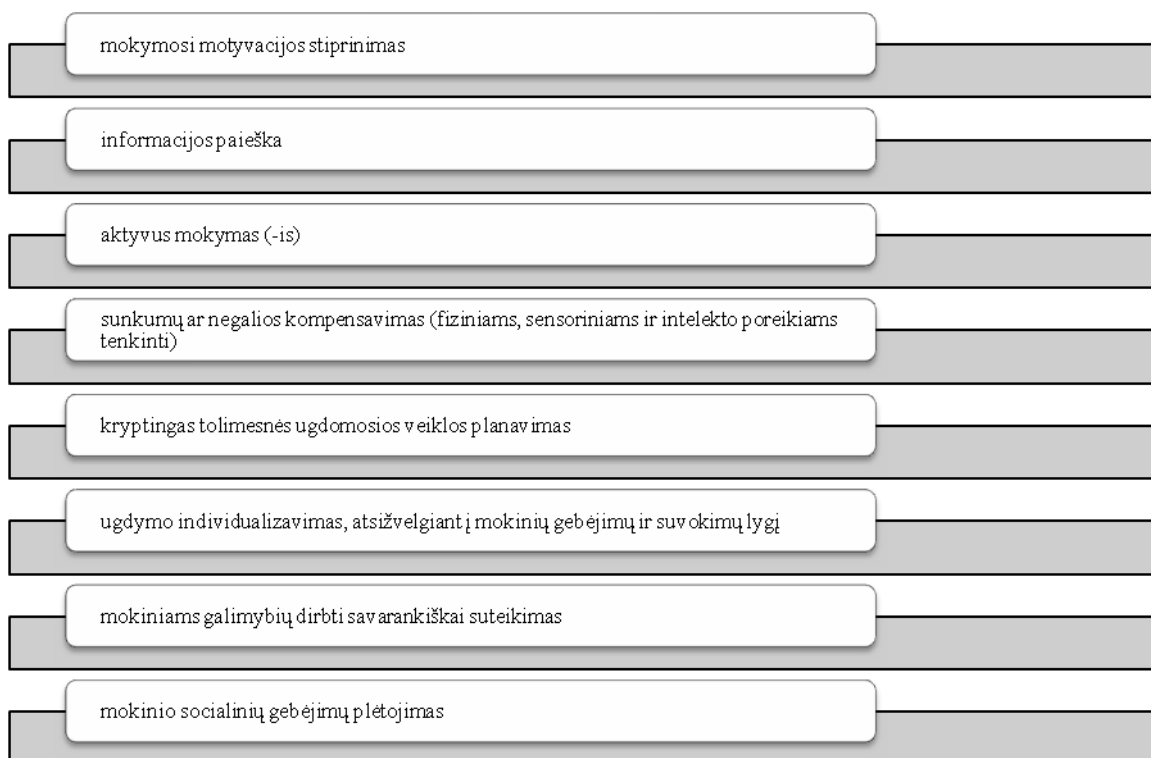 mokymosi motyvacijos stiprinimas
informacijos paieška
aktyvus mokymas (-is)
sunkumų ar negalios kompensavimas (fiziniams, sensoriniams ir intelekto poreikiams
tenkinti)
kryptingas tolimesnės ugdomosios veiklos planavimas
ugdymo individualizavimas, atsižvelgiant į mokinių gebėjimų ir suvokimų lygį
mokiniams galimybių dirbti savarankiškai suteikimas
mokinio socialinių gebėjimų plėtojimas